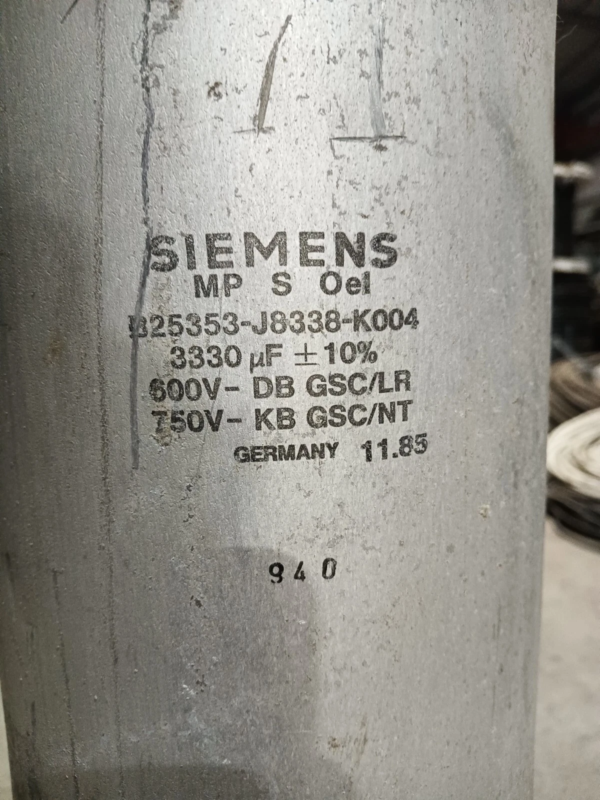 SIEMENS
MP S Oel
B25353-J8338-K004
3330 µF ± 10%
600V- DB GSC/LR
750V- KB GSC/NT
GERMANY 11.85
940